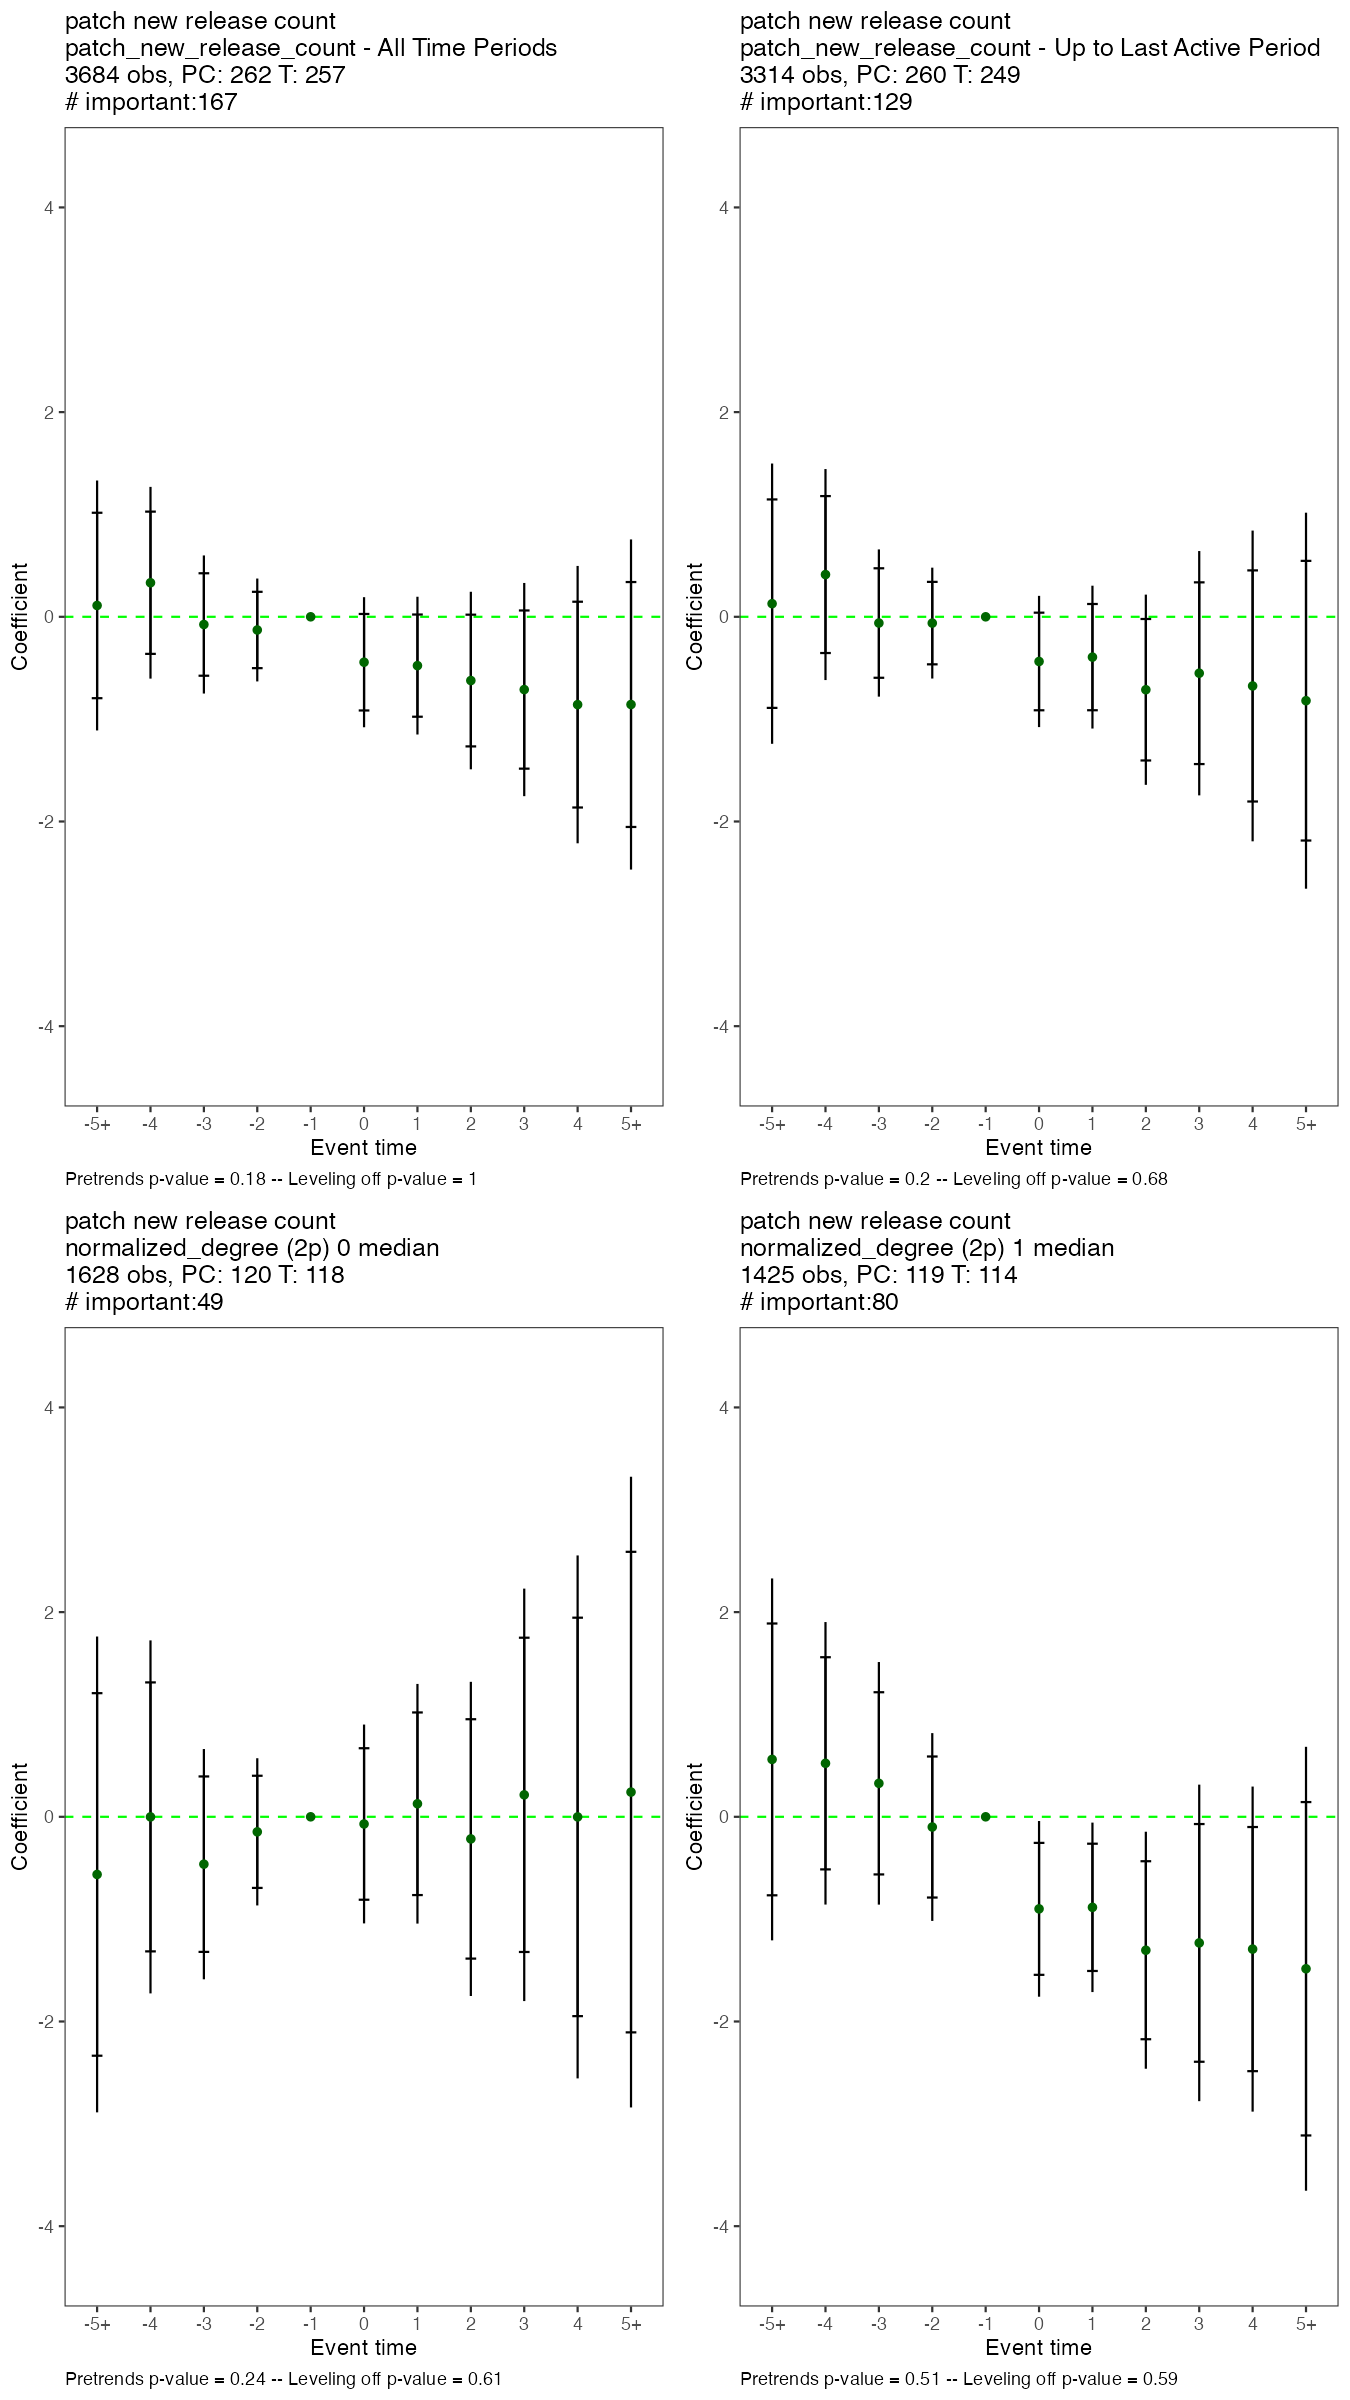 patch new release count
patch_new_release_count - All Time Periods
3684 obs, PC: 262 T: 257
# important:167
4
2
0
-2
-4
Coefficient
-5+ -4 -3 -2 -1 0 1 2 3 4 5+
Event time
Pretrends p-value = 0.18 -- Leveling off p-value = 1
patch new release count
patch_new_release_count - Up to Last Active Period
3314 obs, PC: 260 T: 249
# important:129
4
2
0
-2
-4
Coefficient
-5+ -4 -3 -2 -1 0 1 2 3 4 5+
Event time
Pretrends p-value = 0.2 -- Leveling off p-value = 0.68
patch new release count
normalized_degree (2p) 0 median
1628 obs, PC: 120 T: 118
# important:49
4
2
0
-2
-4
Coefficient
-5+ -4 -3 -2 -1 0 1 2 3 4 5+
Event time
Pretrends p-value = 0.24 -- Leveling off p-value = 0.61
patch new release count
normalized_degree (2p) 1 median
1425 obs, PC: 119 T: 114
# important:80
4
2
0
-2
-4
Coefficient
-5+ -4 -3 -2 -1 0 1 2 3 4 5+
Event time
Pretrends p-value = 0.51 -- Leveling off p-value = 0.59